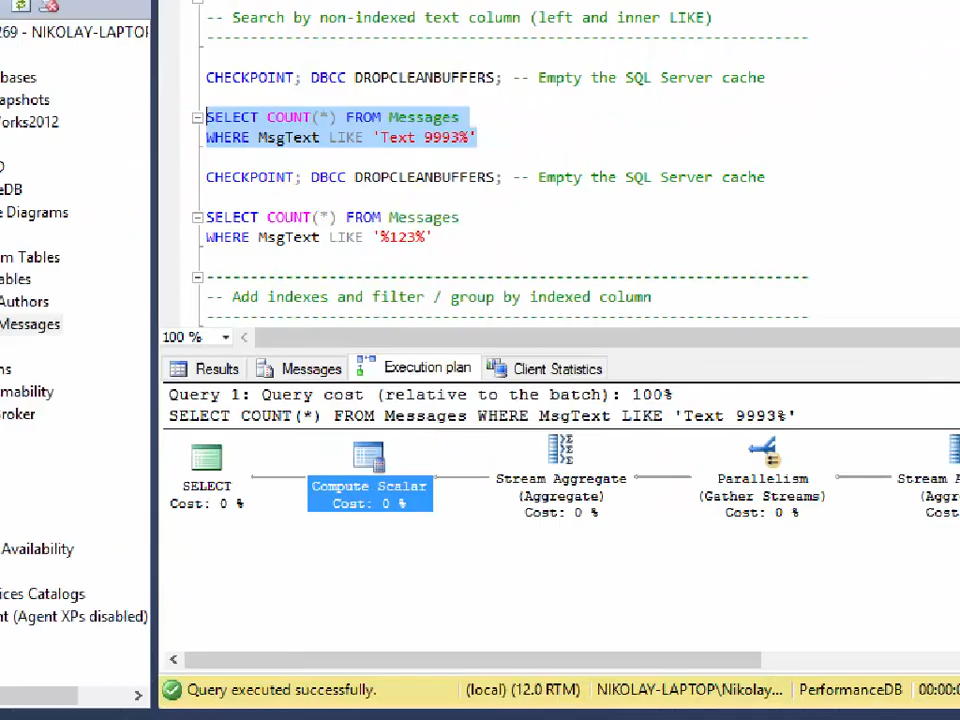 269 - NIKOLAY-LAPTOP
bases
apshots
orks2012
eDB
e Diagrams
m Tables
ables
Authors
Messages
ns
mability
roker
Availability
ices Catalogs
nt (Agent XPs disabled)
-- Search by non-indexed text column (left and inner LIKE)
--------------------------------------------------------------------
CHECKPOINT; DBCC DROPCLEANBUFFERS; -- Empty the SQL Server cache
SELECT COUNT(*) FROM Messages
WHERE MsgText LIKE 'Text 9993%'
CHECKPOINT; DBCC DROPCLEANBUFFERS; -- Empty the SQL Server cache
SELECT COUNT(*) FROM Messages
WHERE MsgText LIKE '%123%'
--------------------------------------------------------------------
-- Add indexes and filter / group by indexed column
--------------------------------------------------------------------
100 %
Results Messages Execution plan Client Statistics
Query 1: Query cost (relative to the batch): 100%
SELECT COUNT(*) FROM Messages WHERE MsgText LIKE 'Text 9993%'
SELECT
Cost: 0 %
Compute Scalar
Cost: 0 %
Stream Aggregate
(Aggregate)
Cost: 0 %
Parallelism
(Gather Streams)
Cost: 0 %
Stream A
(Aggr
Cost:
Query executed successfully. (local) (12.0 RTM) NIKOLAY-LAPTOP\Nikolay... PerformanceDB 00:00:0